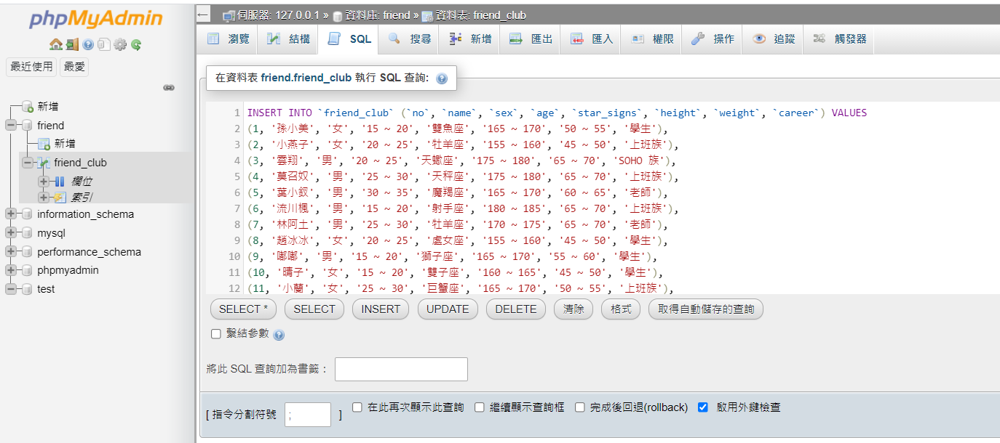 phpMyAdmin
最近使用 最愛
新增
friend
新增
friend_club
欄位
索引
information_schema
mysql
performance_schema
phpmyadmin
test
伺服器: 127.0.0.1 » 資料庫: friend » 資料表: friend_club
瀏覽 結構 SQL 搜尋 新增 匯出 匯入 權限 操作 追蹤 觸發器
在資料表 friend.friend_club 執行 SQL 查詢:
1 INSERT INTO `friend_club` (`no`, `name`, `sex`, `age`, `star_signs`, `height`, `weight`, `career`) VALUES
2 (1, '孫小美', '女', '15 ~ 20', '雙魚座', '165 ~ 170', '50 ~ 55', '學生'),
3 (2, '小燕子', '女', '20 ~ 25', '牡羊座', '155 ~ 160', '45 ~ 50', '上班族'),
4 (3, '雲翔', '男', '20 ~ 25', '天蠍座', '175 ~ 180', '65 ~ 70', 'SOHO 族'),
5 (4, '莫召奴', '男', '25 ~ 30', '天秤座', '175 ~ 180', '65 ~ 70', '上班族'),
6 (5, '葉小釵', '男', '30 ~ 35', '魔羯座', '165 ~ 170', '60 ~ 65', '老師'),
7 (6, '流川楓', '男', '15 ~ 20', '射手座', '180 ~ 185', '65 ~ 70', '上班族'),
8 (7, '林阿土', '男', '25 ~ 30', '牡羊座', '170 ~ 175', '65 ~ 70', '老師'),
9 (8, '趙冰冰', '女', '20 ~ 25', '處女座', '155 ~ 160', '45 ~ 50', '學生'),
10 (9, '嘟嘟', '男', '15 ~ 20', '獅子座', '165 ~ 170', '55 ~ 60', '學生'),
11 (10, '晴子', '女', '15 ~ 20', '雙子座', '160 ~ 165', '45 ~ 50', '學生'),
12 (11, '小蘭', '女', '25 ~ 30', '巨蟹座', '165 ~ 170', '50 ~ 55', '上班族'),
SELECT * SELECT INSERT UPDATE DELETE 清除 格式 取得自動儲存的查詢
繫結參數
將此 SQL 查詢加為書籤：
[ 指令分割符號 ; ] 在此再次顯示此查詢 繼續顯示查詢框 完成後回退(rollback) 啟用外鍵檢查